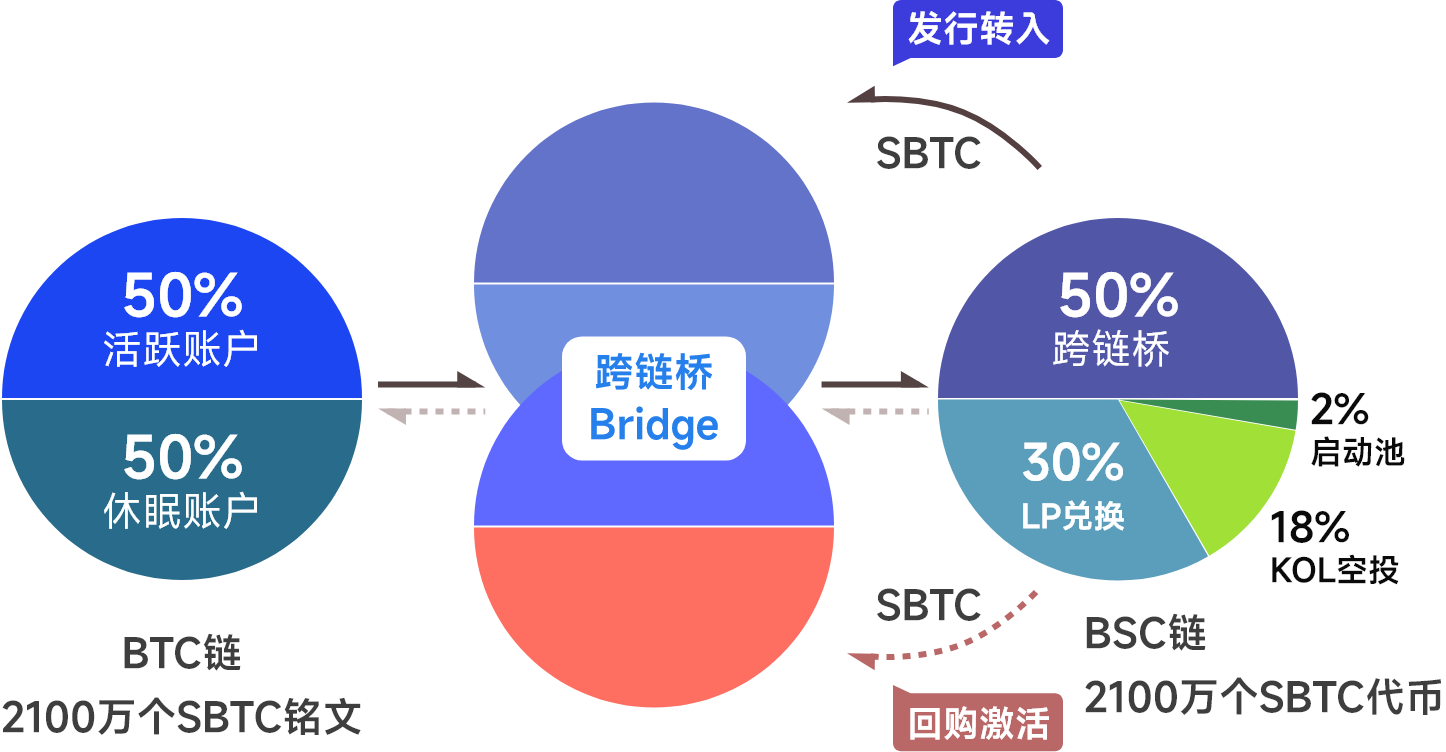 发行转入
SBTC
50%
活跃账户
50%
休眠账户
BTC链
2100万个SBTC铭文
跨链桥
Bridge
50%
跨链桥
2%
启动池
30%
LP兑换
18%
KOL空投
SBTC
BSC链
2100万个SBTC代币
回购激活